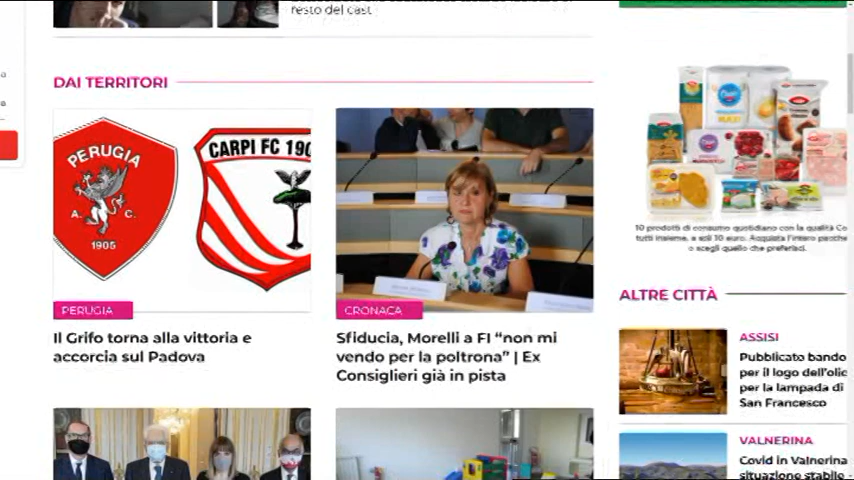 resto del cast
DAI TERRITORI
PERUGIA
A. C.
1905
CARPI FC 190
PERUGIA
CRONACA
Il Grifo torna alla vittoria e
accorcia sul Padova
Sfiducia, Morelli a FI “non mi
vendo per la poltrona” | Ex
Consiglieri già in pista
10 prodotti di consumo quotidiano con la qualità Co
tutti insieme, a soli 10 euro. Acquista l'intero pacche
o scegli quello che preferisci.
ALTRE CITTÀ
ASSISI
Pubblicato bando
per il logo dell'olio
per la lampada di
San Francesco
VALNERINA
Covid in Valnerina
situazione stabile